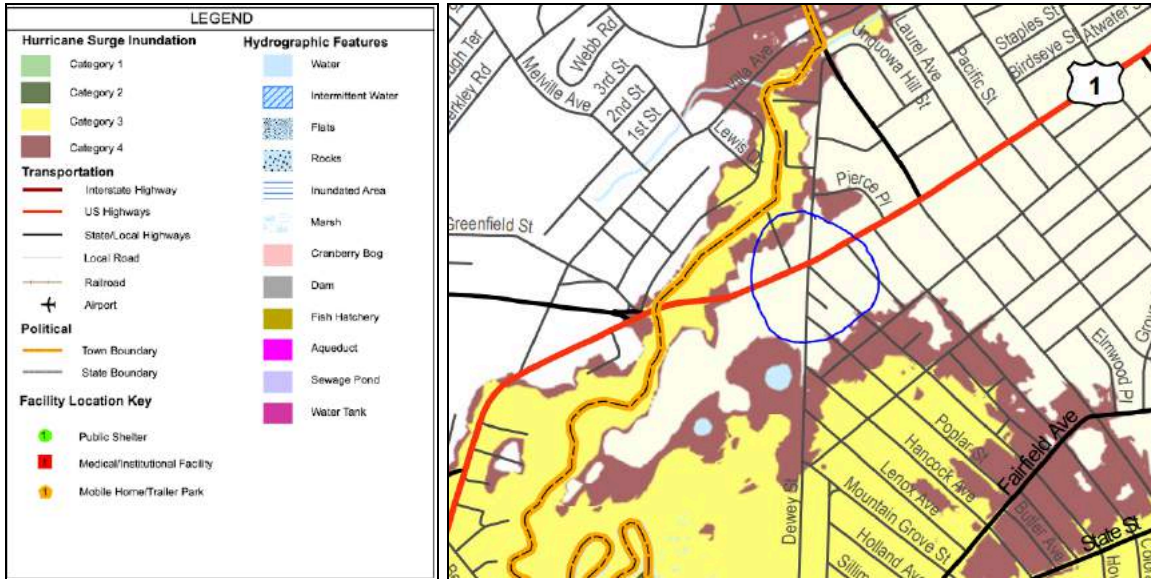 LEGEND
Hurricane Surge Inundation
Category 1
Category 2
Category 3
Category 4
Transportation
Interstate Highway
US Highways
State/Local Highways
Local Road
Railroad
Airport
Political
Town Boundary
State Boundary
Facility Location Key
1 Public Shelter
Medical/Institutional Facility
1 Mobile Home/Trailer Park
Hydrographic Features
Water
Intermittent Water
Flats
Rocks
Inundated Area
Marsh
Cranberry Bog
Dam
Fish Hatchery
Aqueduct
Sewage Pond
Water Tank
Webb Rd
Melville Ave
3rd St
2nd St
1st St
Villa Ave
Lewis
Unquowa Hill St
Laurel Ave
Pacific St
Staples St
Birdseye St
Atwater
1
Pierce Pl
Greenfield St
Elmwood Pl
Fairfield Ave
Poplar St
Hancock Ave
Lenox Ave
Mountain Grove St
Holland Ave
Butler Ave
State St
Dewey St